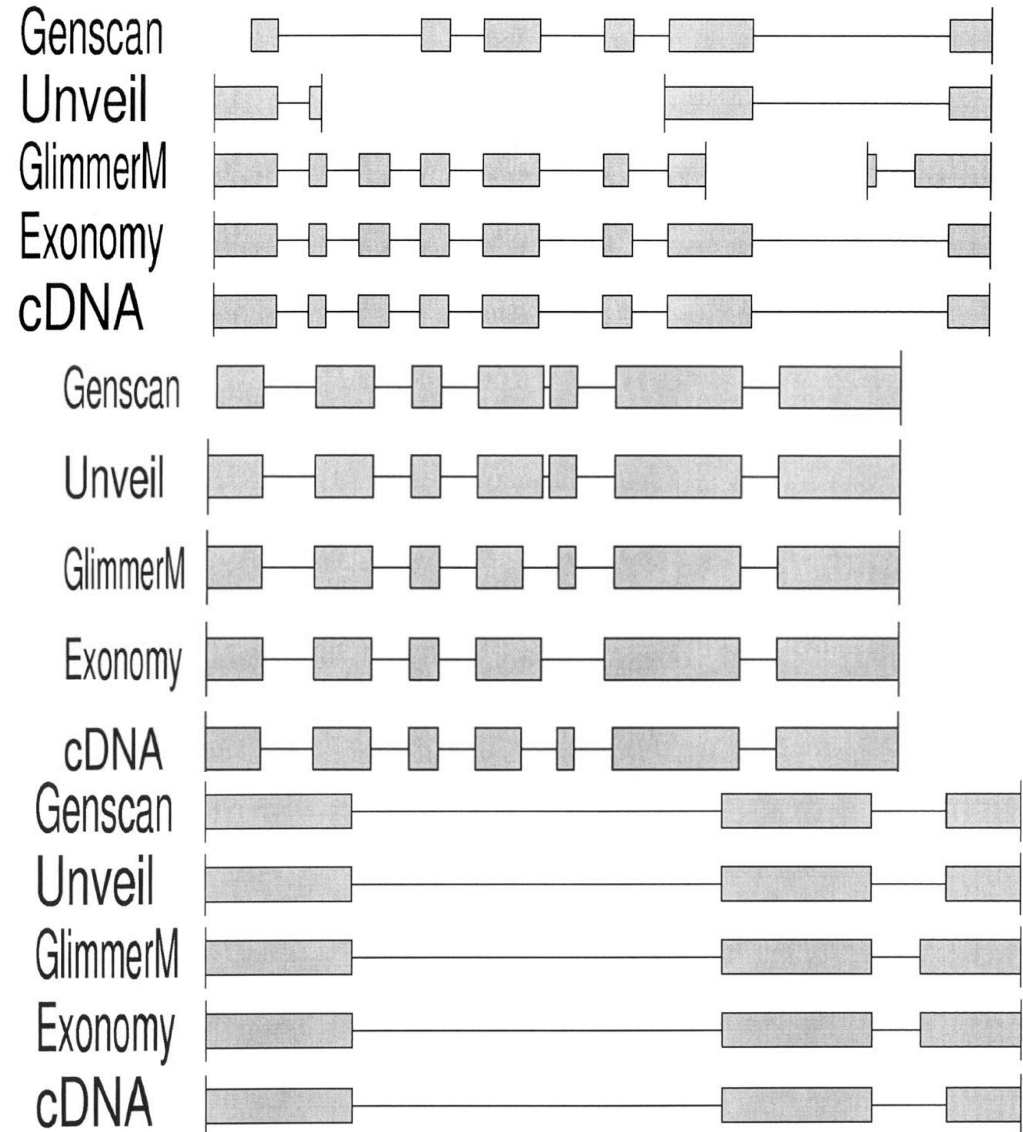 Genscan
Unveil
GlimmerM
Exonomy
cDNA
Genscan
Unveil
GlimmerM
Exonomy
cDNA
Genscan
Unveil
GlimmerM
Exonomy
cDNA